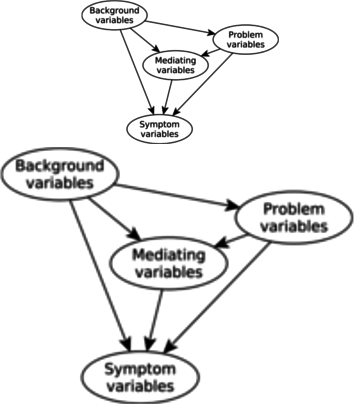 Background
variables
Problem
variables
Mediating
variables
Symptom
variables
Background
variables
Problem
variables
Mediating
variables
Symptom
variables